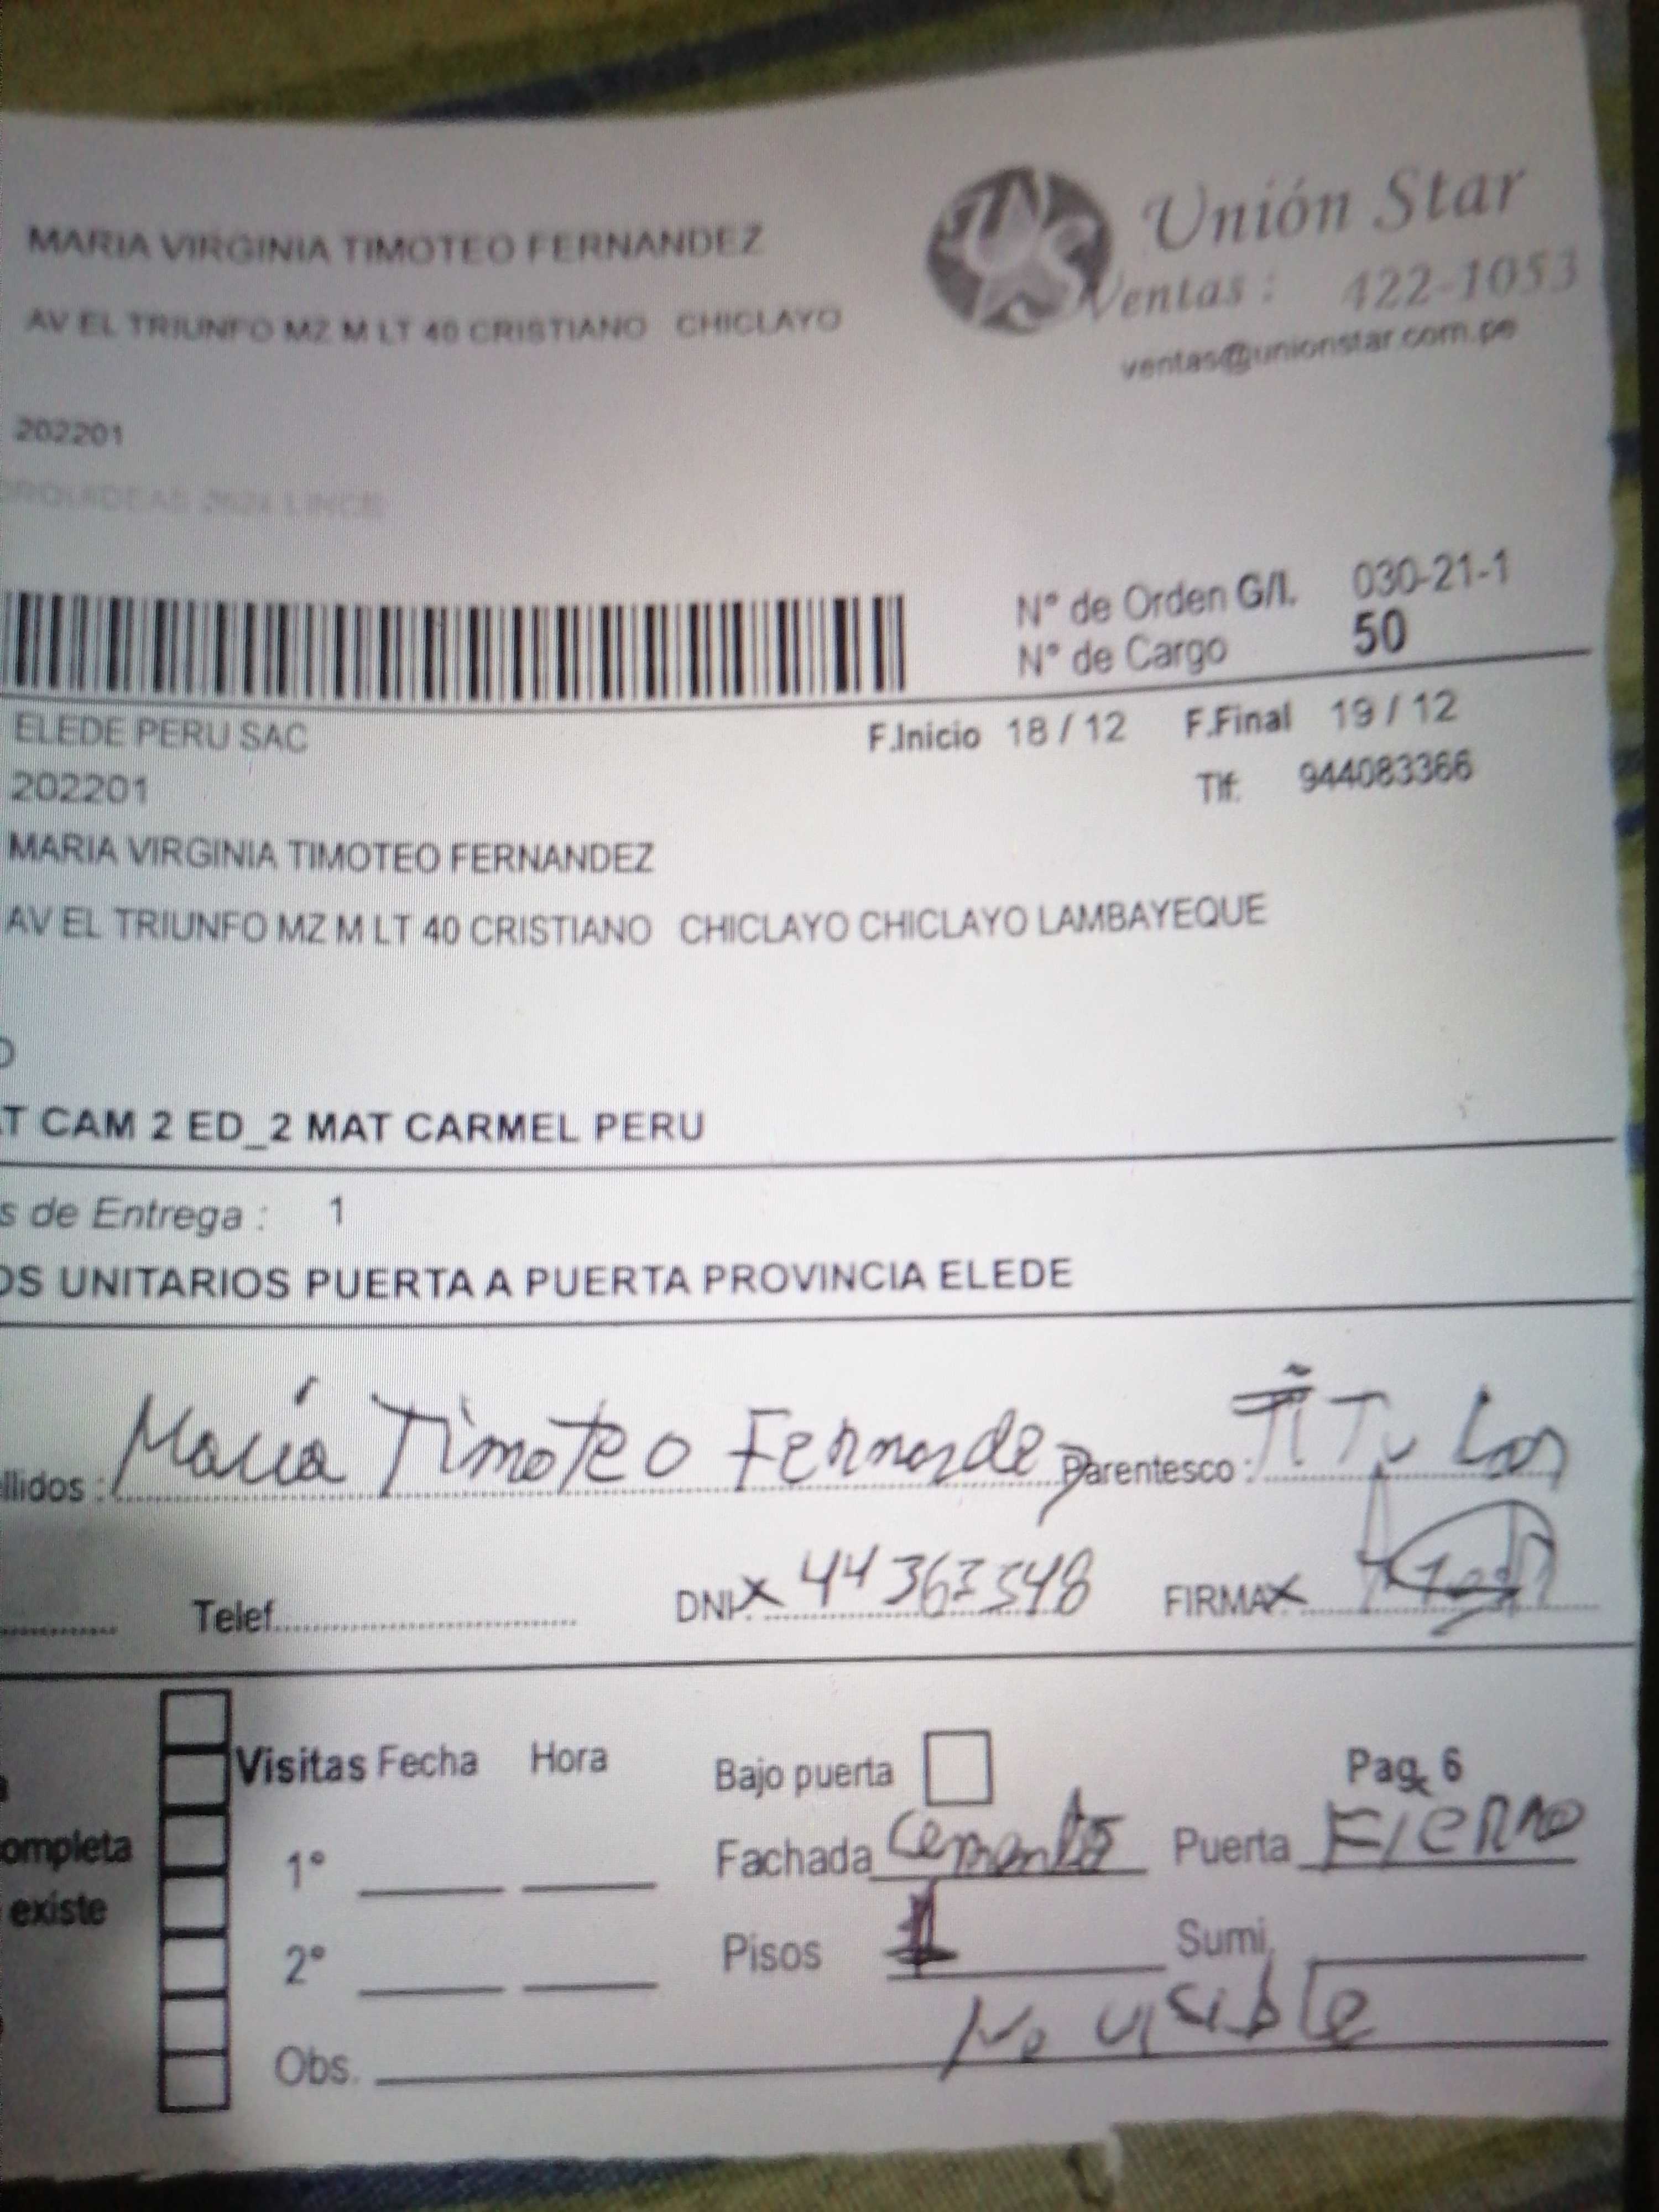 MARIA VIRGINIA TIMOTEO FERNANDEZ
AV EL TRIUNFO MZ M LT 40 CRISTIANO CHICLAYO
Unión Star
Ventas : 422-1053
ventas@unionstar.com.pe
202201
LINCE
N° de Orden G/I. 030-21-1
N° de Cargo 50
ELEDE PERU SAC F.Inicio 18 / 12 F.Final 19 / 12
202201 Tlf. 944083366
MARIA VIRGINIA TIMOTEO FERNANDEZ
AV EL TRIUNFO MZ M LT 40 CRISTIANO CHICLAYO CHICLAYO LAMBAYEQUE
O
T CAM 2 ED_2 MAT CARMEL PERU
s de Entrega : 1
OS UNITARIOS PUERTA A PUERTA PROVINCIA ELEDE
llidos : María Timoteo Fernandez Parentesco :
Telef. DNI X 44363548 FIRMA X
Visitas Fecha Hora Bajo puerta Pag. 6
ompleta 1° Fachada Cemento Puerta Fierro
existe 2° Pisos 1 Sumi.
Obs. No visible